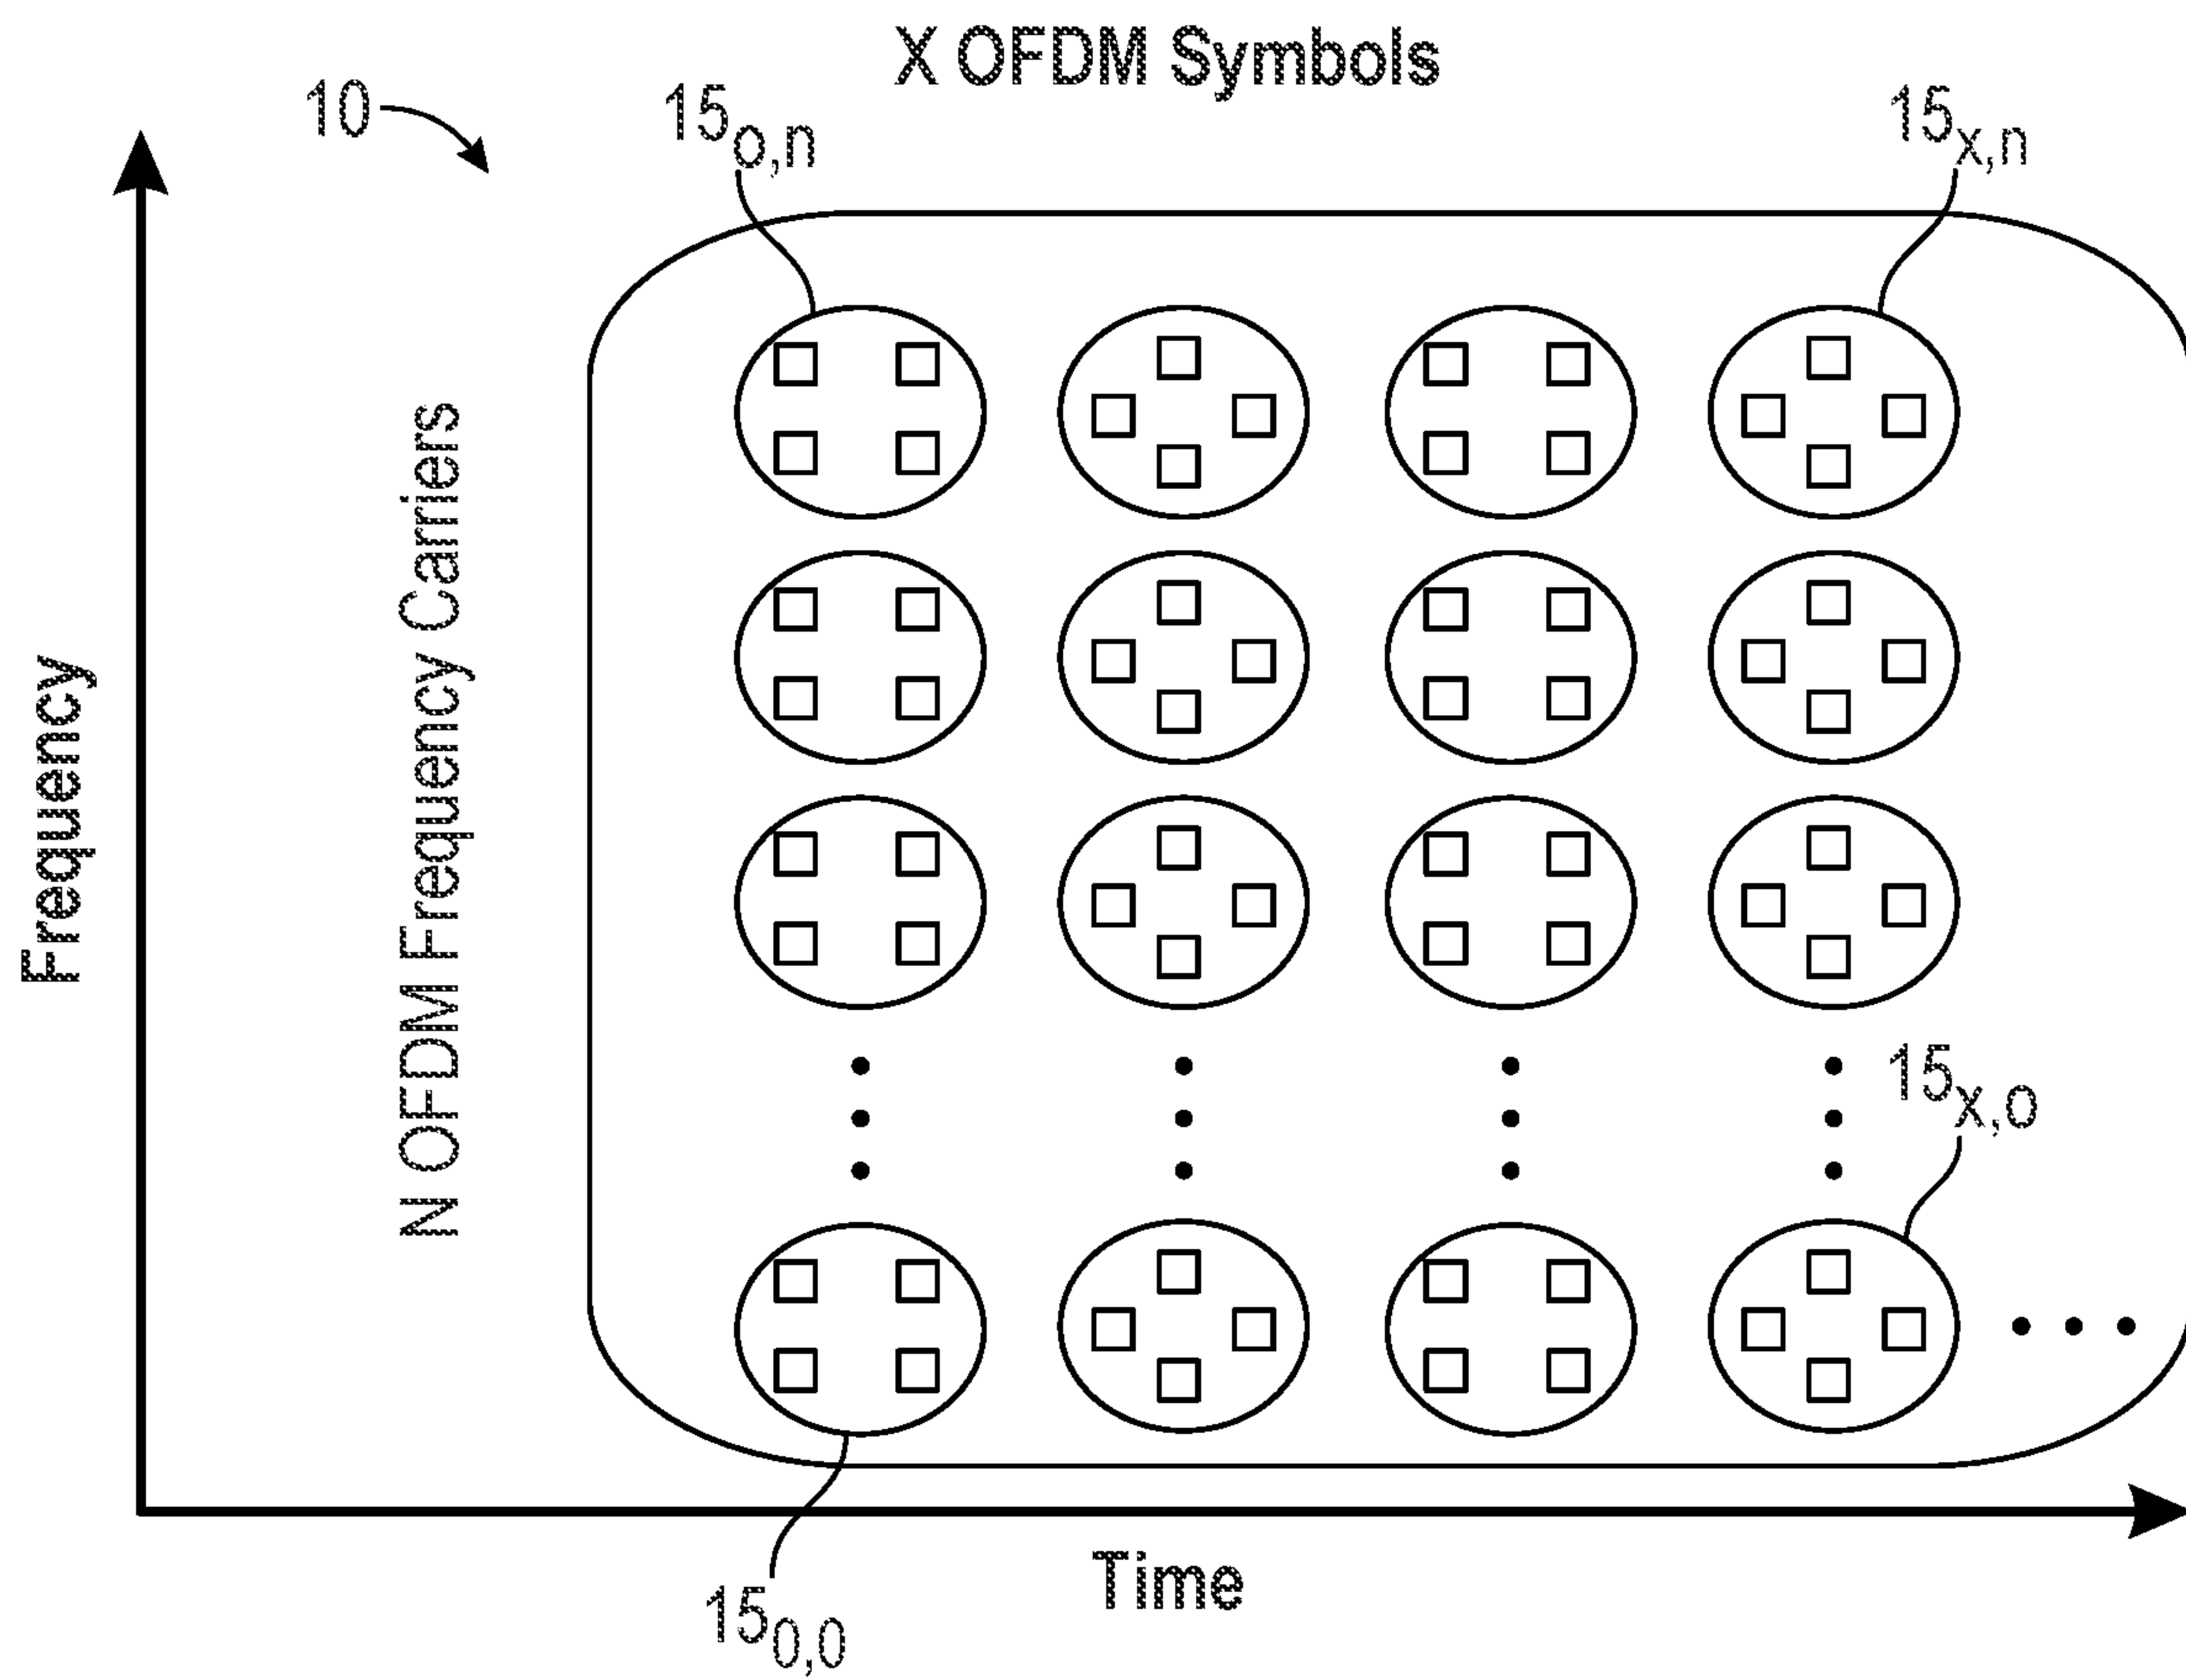 X OFDM Symbols
10
15o,n
15x,n
Frequency
N OFDM Frequency Carriers
15x,o
Time
150,0